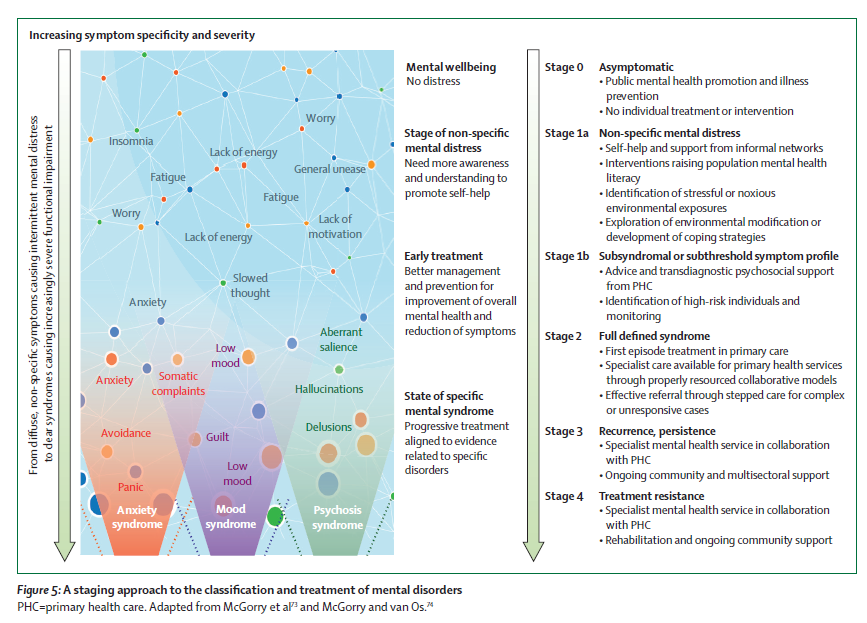 Increasing symptom specificity and severity
From diffuse, non-specific symptoms causing intermittent mental distress
to clear syndromes causing increasingly severe functional impairment
Insomnia
Worry
Lack of energy
General unease
Fatigue
Fatigue
Worry
Lack of
motivation
Lack of energy
Slowed
thought
Anxiety
Aberrant
salience
Low
mood
Anxiety
Somatic
complaints
Hallucinations
Avoidance
Guilt
Delusions
Low
mood
Panic
Anxiety
syndrome
Mood
syndrome
Psychosis
syndrome
Mental wellbeing
No distress
Stage of non-specific
mental distress
Need more awareness
and understanding to
promote self-help
Early treatment
Better management
and prevention for
improvement of overall
mental health and
reduction of symptoms
State of specific
mental syndrome
Progressive treatment
aligned to evidence
related to specific
disorders
Stage 0 Asymptomatic
• Public mental health promotion and illness
prevention
• No individual treatment or intervention
Stage 1a Non-specific mental distress
• Self-help and support from informal networks
• Interventions raising population mental health
literacy
• Identification of stressful or noxious
environmental exposures
• Exploration of environmental modification or
development of coping strategies
Stage 1b Subsyndromal or subthreshold symptom profile
• Advice and transdiagnostic psychosocial support
from PHC
• Identification of high-risk individuals and
monitoring
Stage 2 Full defined syndrome
• First episode treatment in primary care
• Specialist care available for primary health services
through properly resourced collaborative models
• Effective referral through stepped care for complex
or unresponsive cases
Stage 3 Recurrence, persistence
• Specialist mental health service in collaboration
with PHC
• Ongoing community and multisectoral support
Stage 4 Treatment resistance
• Specialist mental health service in collaboration
with PHC
• Rehabilitation and ongoing community support
Figure 5: A staging approach to the classification and treatment of mental disorders
PHC=primary health care. Adapted from McGorry et al⁷³ and McGorry and van Os.⁷⁴